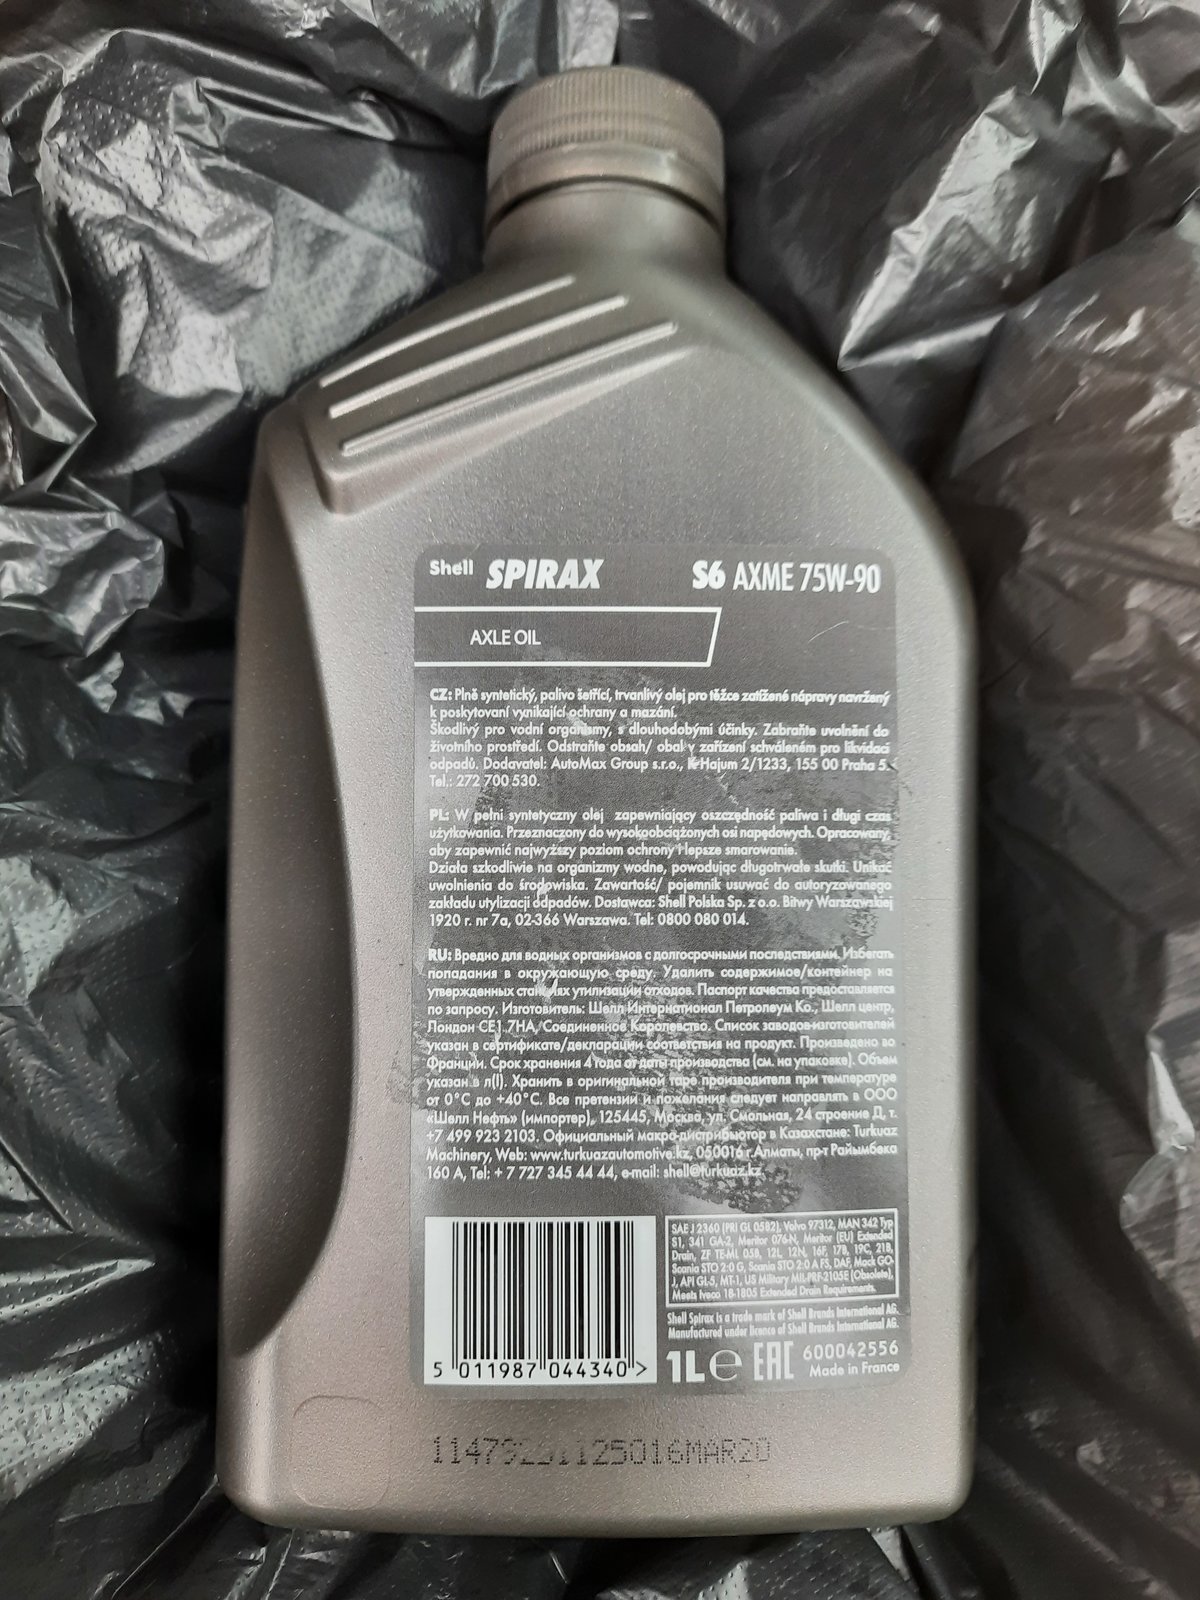 Shell SPIRAX S6 AXME 75W-90
AXLE OIL
CZ: Plně syntetický, palivo šetřící, trvanlivý olej pro těžce zatížené nápravy navržený
k poskytovaní vynikající ochrany a mazání.
Škodlivý pro vodní organismy, s dlouhodobými účinky. Zabraňte uvolnění do
životního prostředí. Odstraňte obsah/ obal v zařízení schváleném pro likvidaci
odpadů. Dodavatel: AutoMax Group s.r.o., K Hajum 2/1233, 155 00 Praha 5.
Tel.: 272 700 530.
PL: W pełni syntetyczny olej zapewniający oszczędność paliwa i długi czas
użytkowania. Przeznaczony do wysokoobciążonych osi napędowych. Opracowany,
aby zapewnić najwyższy poziom ochrony i lepsze smarowanie.
Działa szkodliwie na organizmy wodne, powodując długotrwałe skutki. Unikać
uwolnienia do środowiska. Zawartość/ pojemnik usuwać do autoryzowanego
zakładu utylizacji odpadów. Dostawca: Shell Polska Sp. z o.o. Bitwy Warszawskiej
1920 r. nr 7a, 02-366 Warszawa. Tel: 0800 080 014.
RU: Вредно для водных организмов с долгосрочными последствиями. Избегать
попадания в окружающую среду. Удалить содержимое/контейнер на
утвержденных станциях утилизации отходов. Паспорт качества предоставляется
по запросу. Изготовитель: Шелл Интернэтионал Петролеум Ко., Шелл центр,
Лондон СЕ1 7НА, Соединенное Королевство. Список заводов-изготовителей
указан в сертификате/декларации соответствия на продукт. Произведено во
Франции. Срок хранения 4 года от даты производства (см. на упаковке). Объем
указан в л(l). Хранить в оригинальной таре производителя при температуре
от 0°C до +40°C. Все претензии и пожелания следует направлять в ООО
«Шелл Нефть» (импортер), 125445, Москва, ул. Смольная, 24 строение Д, т.
+7 499 923 2103. Официальный макро-дистрибьютор в Казахстане: Turkuaz
Machinery, Web: www.turkuazautomotive.kz, 050016 г.Алматы, пр-т Райымбека
160 А, Tel: + 7 727 345 44 44, e-mail: shell@turkuaz.kz
SAE J 2360 (PRI GL 0582), Volvo 97312, MAN 342 Typ
S1, 341 GA-2, Meritor 076-N, Meritor (EU) Extended
Drain, ZF TE-ML 05B, 12L, 12N, 16F, 17B, 19C, 21B,
Scania STO 2:0 G, Scania STO 2:0 A FS, DAF, Mack GO-
J, API GL-5, MT-1, US Military MIL-PRF-2105E (Obsolete),
Meets Iveco 18-1805 Extended Drain Requirements.
Shell Spirax is a trade mark of Shell Brands International AG.
Manufactured under licence of Shell Brands International AG.
5 011987 044340 >
1L e EAC 600042556
Made in France
16MAR20